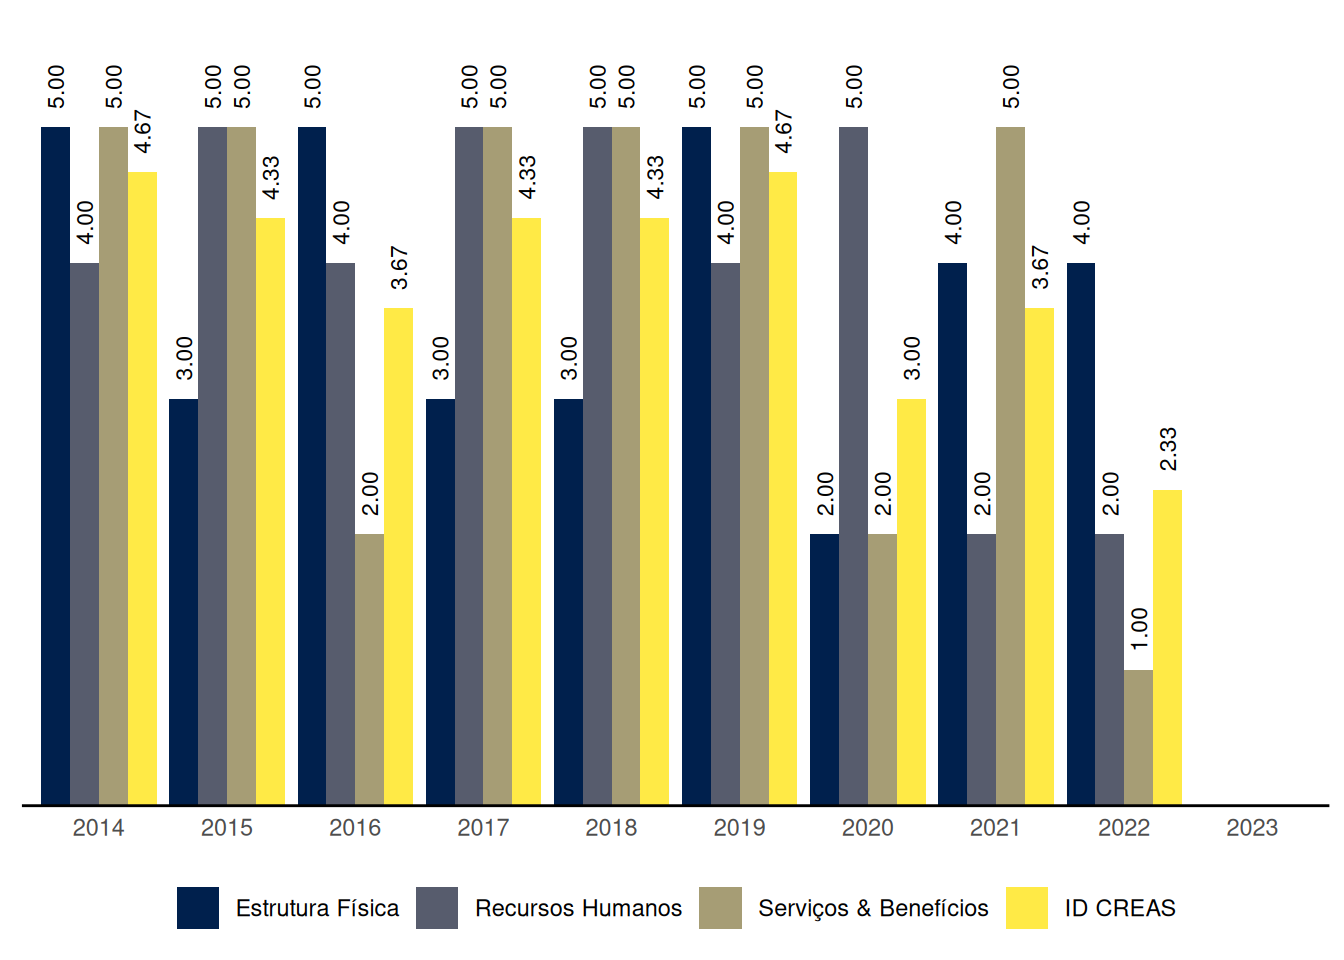 5.00 4.00 5.00 4.67 3.00 5.00 5.00 4.33 5.00 4.00 2.00 3.67 3.00 5.00 5.00 4.33 3.00 5.00 5.00 4.33 5.00 4.00 5.00 4.67 2.00 5.00 2.00 3.00 4.00 2.00 5.00 3.67 4.00 2.00 1.00 2.33
2014 2015 2016 2017 2018 2019 2020 2021 2022 2023
Estrutura Física Recursos Humanos Serviços & Benefícios ID CREAS